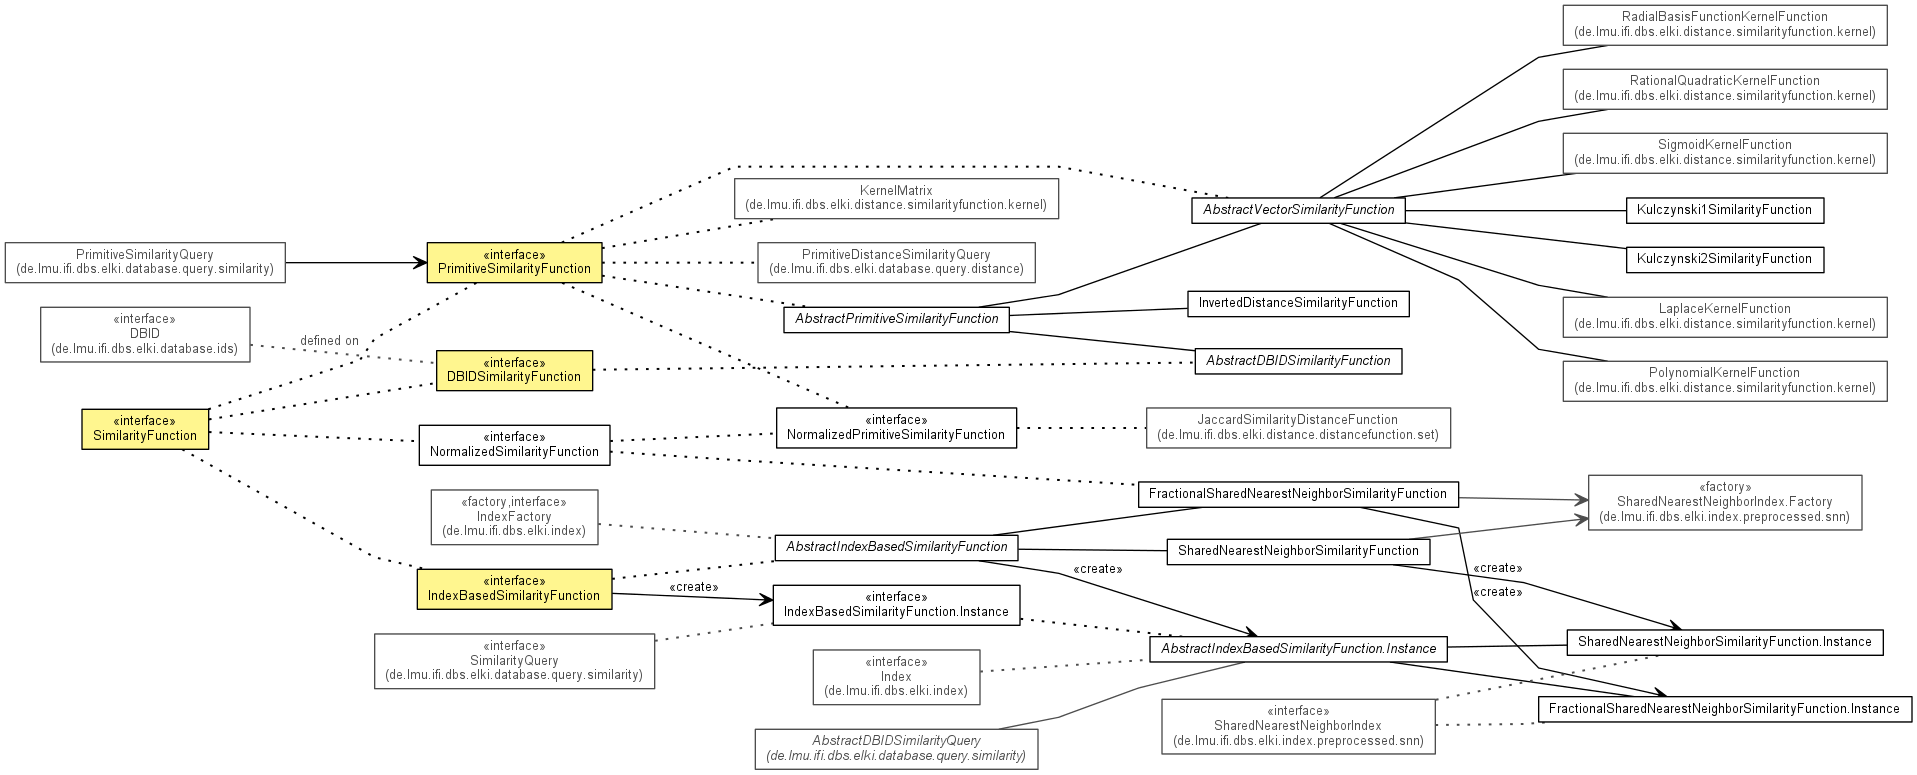 RadialBasisFunctionKernelFunction
(de.lmu.ifi.dbs.elki.distance.similarityfunction.kernel)
RationalQuadraticKernelFunction
(de.lmu.ifi.dbs.elki.distance.similarityfunction.kernel)
SigmoidKernelFunction
(de.lmu.ifi.dbs.elki.distance.similarityfunction.kernel)
KernelMatrix
(de.lmu.ifi.dbs.elki.distance.similarityfunction.kernel)
AbstractVectorSimilarityFunction
Kulczynski1SimilarityFunction
PrimitiveSimilarityQuery
(de.lmu.ifi.dbs.elki.database.query.similarity)
«interface»
PrimitiveSimilarityFunction
PrimitiveDistanceSimilarityQuery
(de.lmu.ifi.dbs.elki.database.query.distance)
Kulczynski2SimilarityFunction
«interface»
DBID
(de.lmu.ifi.dbs.elki.database.ids)
defined on
AbstractPrimitiveSimilarityFunction
InvertedDistanceSimilarityFunction
LaplaceKernelFunction
(de.lmu.ifi.dbs.elki.distance.similarityfunction.kernel)
«interface»
DBIDSimilarityFunction
AbstractDBIDSimilarityFunction
PolynomialKernelFunction
(de.lmu.ifi.dbs.elki.distance.similarityfunction.kernel)
«interface»
SimilarityFunction
«interface»
NormalizedSimilarityFunction
«interface»
NormalizedPrimitiveSimilarityFunction
JaccardSimilarityDistanceFunction
(de.lmu.ifi.dbs.elki.distance.distancefunction.set)
«factory,interface»
IndexFactory
(de.lmu.ifi.dbs.elki.index)
FractionalSharedNearestNeighborSimilarityFunction
«factory»
SharedNearestNeighborIndex.Factory
(de.lmu.ifi.dbs.elki.index.preprocessed.snn)
AbstractIndexBasedSimilarityFunction
SharedNearestNeighborSimilarityFunction
«interface»
IndexBasedSimilarityFunction
«create»
«interface»
IndexBasedSimilarityFunction.Instance
«create»
«create»
«create»
«interface»
SimilarityQuery
(de.lmu.ifi.dbs.elki.database.query.similarity)
«interface»
Index
(de.lmu.ifi.dbs.elki.index)
AbstractIndexBasedSimilarityFunction.Instance
SharedNearestNeighborSimilarityFunction.Instance
«interface»
SharedNearestNeighborIndex
(de.lmu.ifi.dbs.elki.index.preprocessed.snn)
FractionalSharedNearestNeighborSimilarityFunction.Instance
AbstractDBIDSimilarityQuery
(de.lmu.ifi.dbs.elki.database.query.similarity)